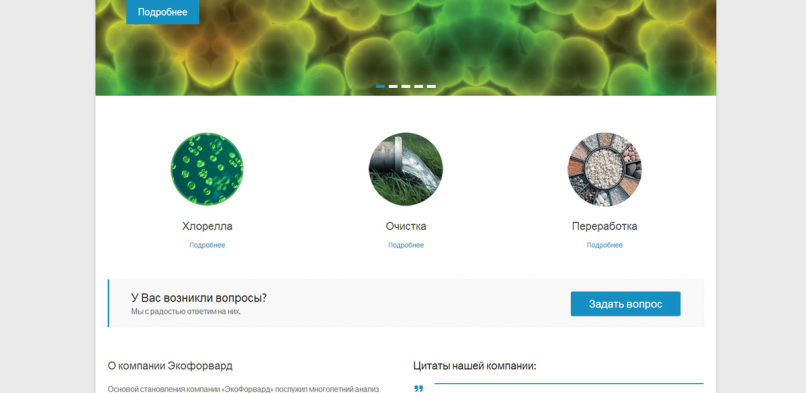 Подробнее
Хлорелла
Очистка
Переработка
Подробнее
Подробнее
Подробнее
У Вас возникли вопросы?
Мы с радостью ответим на них.
Задать вопрос
О компании Экофорвард
Цитаты нашей компании:
Основой становления компании «ЭкоФорвард» послужил многолетний анализ